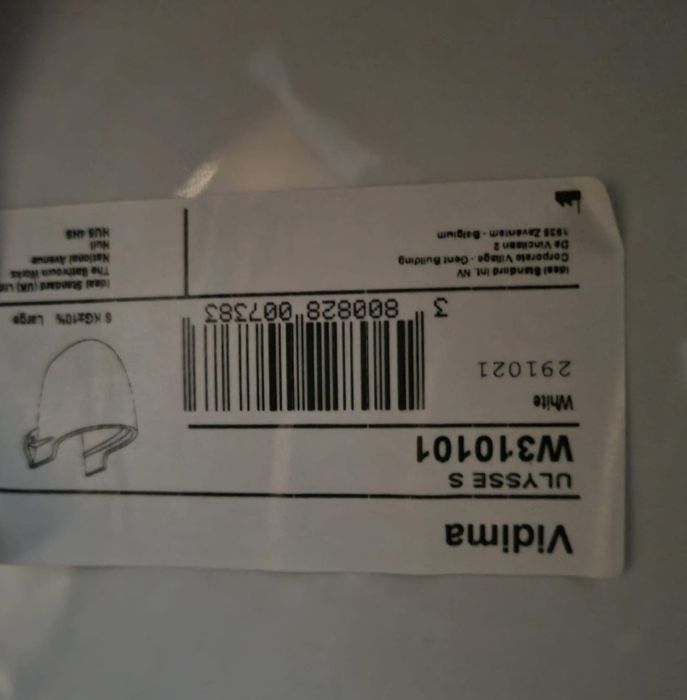 Vidima
ULYSSE S
W310101
White
291021
3 800828 007383
6 KG±10% Large
Ideal Standard Int. NV
Corporate Village - Gent Building
Da Vincilaan 2
1935 Zaventem - Belgium
Ideal Standard (UK) Ltd
The Bathroom Works
National Avenue
Hull
HU5 4HS